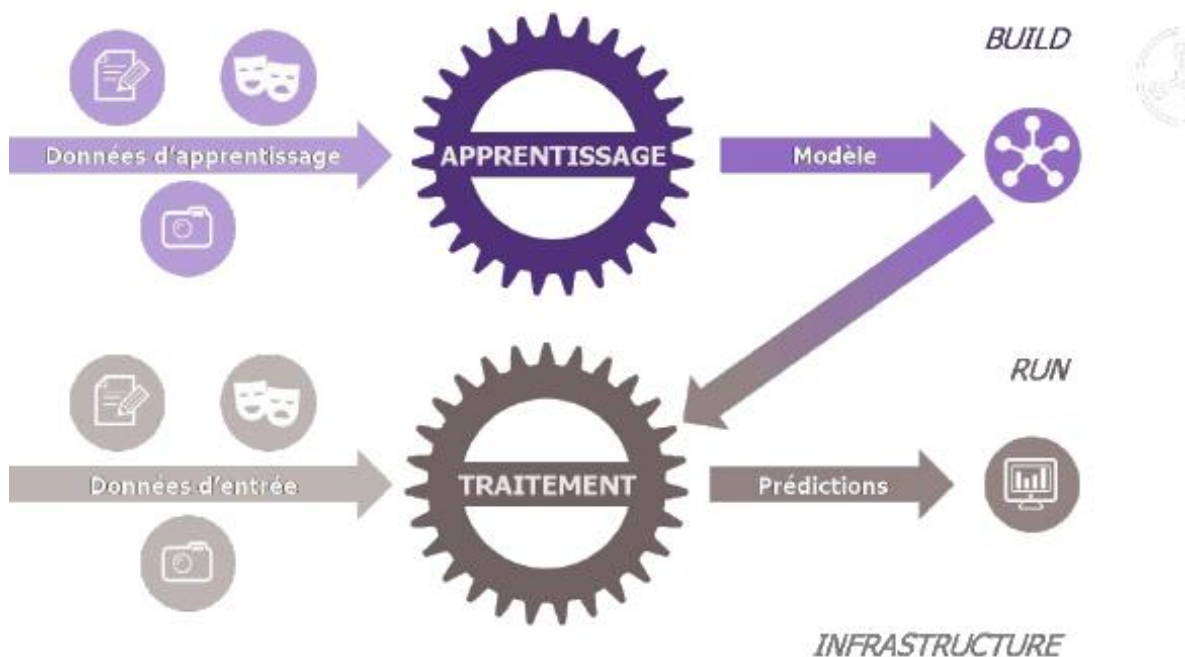 BUILD
Données d'apprentissage
APPRENTISSAGE
Modèle
RUN
Données d'entrée
TRAITEMENT
Prédictions
INFRASTRUCTURE